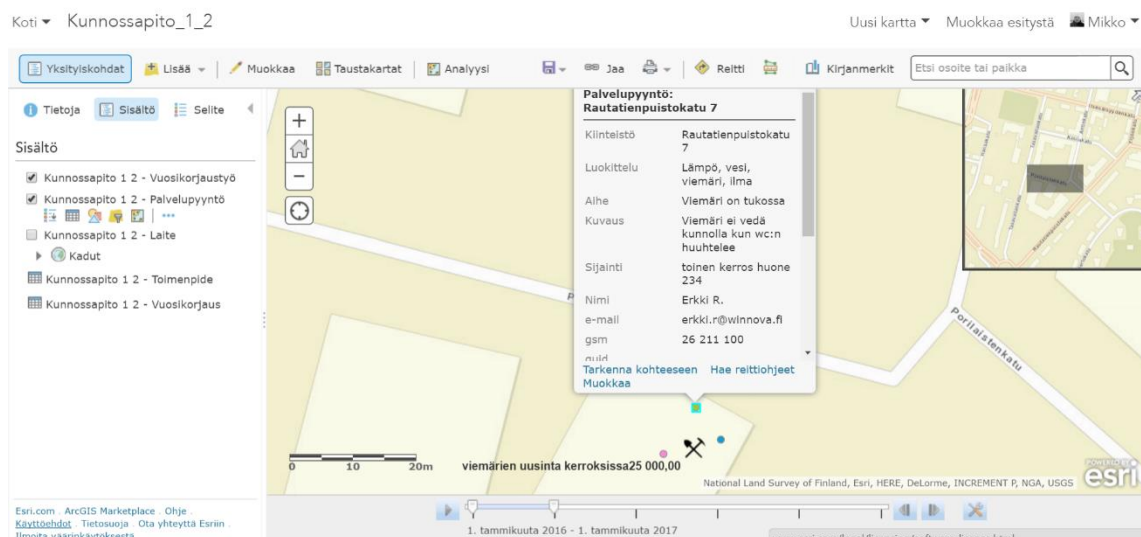 Koti Kunnossapito_1_2 Uusi kartta Muokkaa esitystä Mikko
Yksityiskohdat Lisää Muokkaa Taustakartat Analyysi Jaa Reitti Kirjanmerkit Etsi osoite tai paikka
Tietoja Sisältö Selite
Sisältö
Kunnossapito 1 2 - Vuosikorjaustyö
Kunnossapito 1 2 - Palvelupyyntö
Kunnossapito 1 2 - Laite
Kadut
Kunnossapito 1 2 - Toimenpide
Kunnossapito 1 2 - Vuosikorjaus
Palvelupyyntö:
Rautatienpuistokatu 7
Kiinteistö Rautatienpuistokatu
7
Luokittelu Lämpö, vesi,
viemäri, ilma
Aihe Viemäri on tukossa
Kuvaus Viemäri ei vedä
kunnolla kun wc:n
huuhtelee
Sijainti toinen kerros huone
234
Nimi Erkki R.
e-mail erkki.r@winnova.fi
gsm 26 211 100
guid
Tarkenna kohteeseen Hae reittiohjeet
Muokkaa
Porilaistenkatu
0 10 20m
viemärien uusinta kerroksissa25 000,00
National Land Survey of Finland, Esri, HERE, DeLorme, INCREMENT P, NGA, USGS
POWERED BY
esri
1. tammikuuta 2016 - 1. tammikuuta 2017
Esri.com . ArcGIS Marketplace . Ohje .
Käyttöehdot . Tietosuoja . Ota yhteyttä Esriin .
Ilmoita väärinkäytöksestä